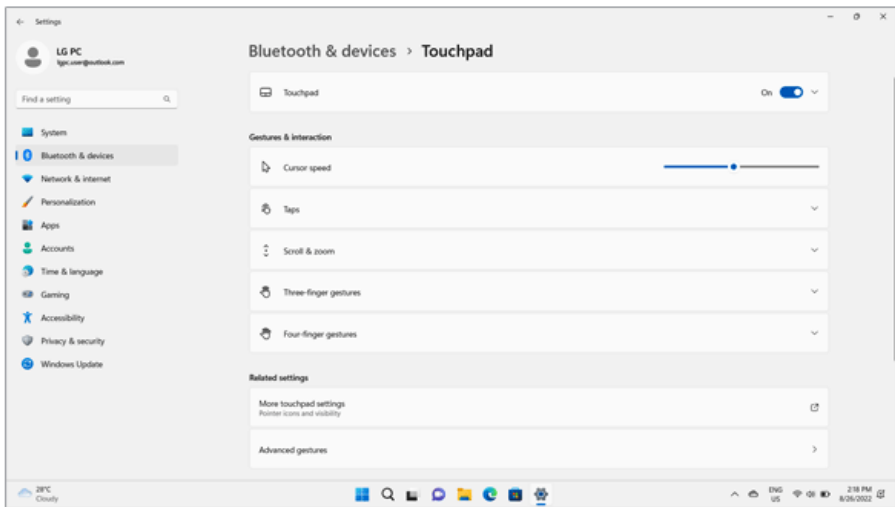 Settings
LG PC
lgpc.user@outlook.com
Find a setting
System
Bluetooth & devices
Network & internet
Personalization
Apps
Accounts
Time & language
Gaming
Accessibility
Privacy & security
Windows Update
Bluetooth & devices > Touchpad
Touchpad
On
Gestures & interaction
Cursor speed
Taps
Scroll & zoom
Three-finger gestures
Four-finger gestures
Related settings
More touchpad settings
Pointer icons and visibility
Advanced gestures
28°C
Cloudy
ENG
US
2:18 PM
8/26/2022